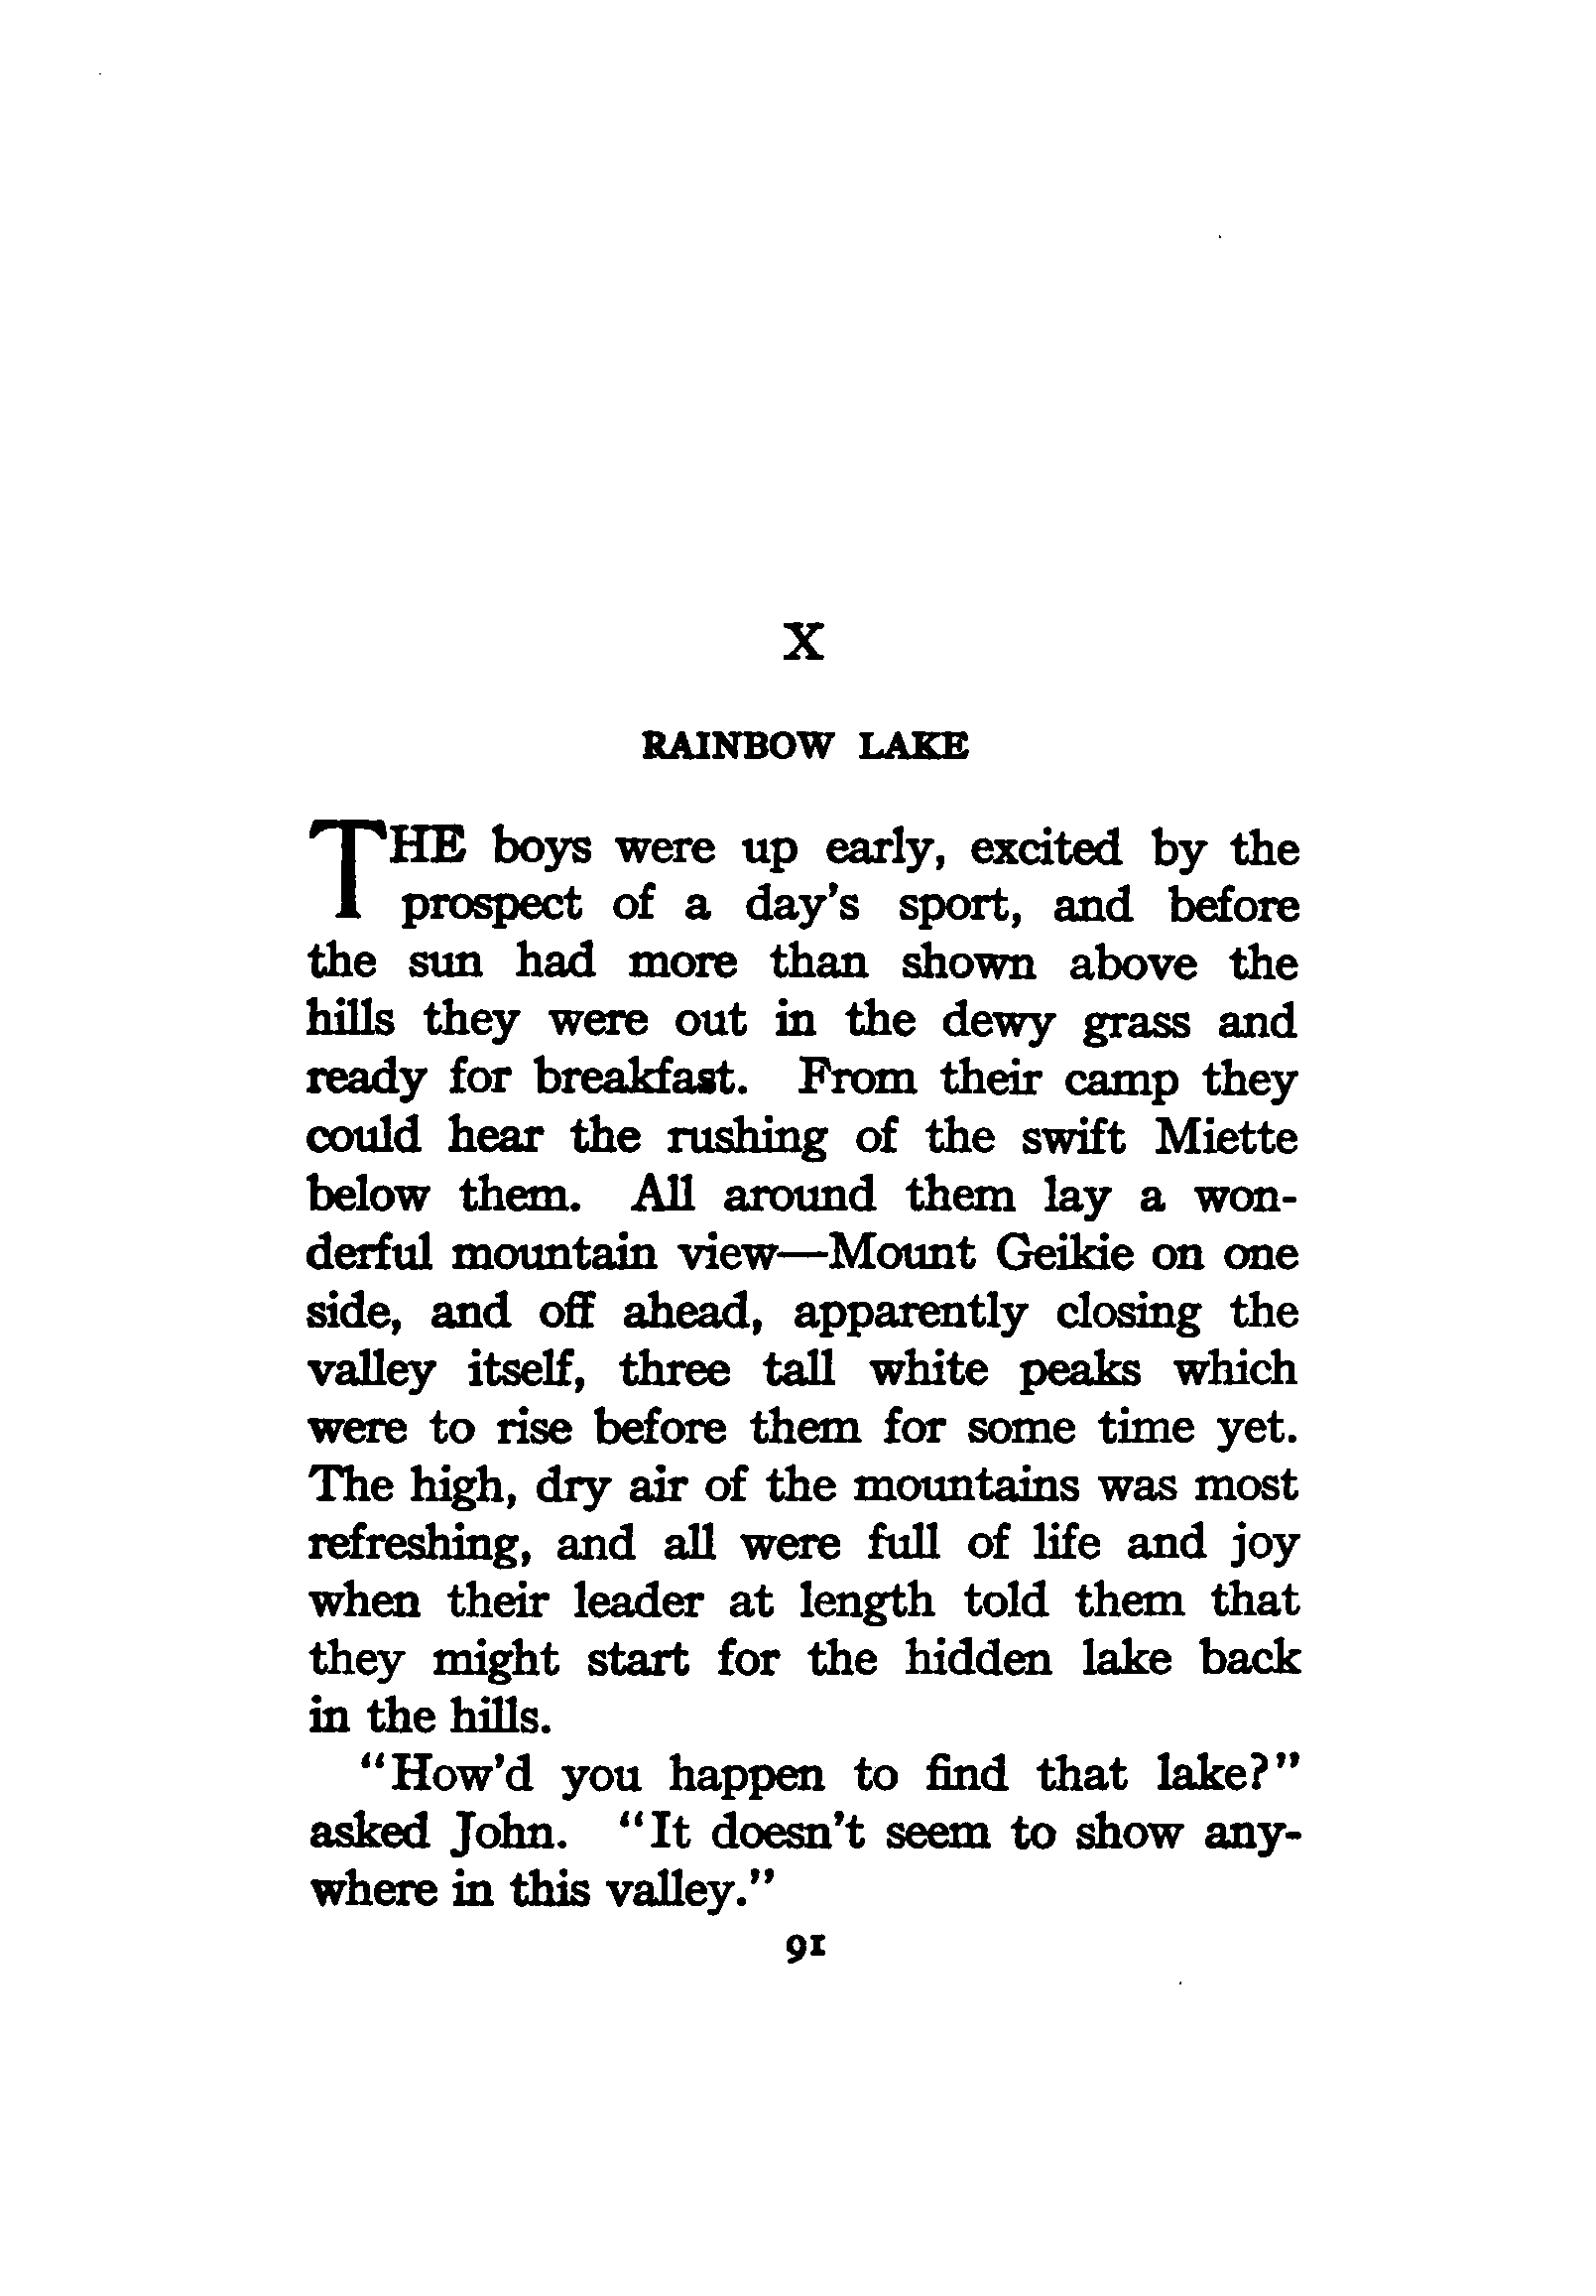 X
RAINBOW LAKE
THE boys were up early, excited by the
prospect of a day's sport, and before
the sun had more than shown above the
hills they were out in the dewy grass and
ready for breakfast. From their camp they
could hear the rushing of the swift Miette
below them. All around them lay a won-
derful mountain view—Mount Geikie on one
side, and off ahead, apparently closing the
valley itself, three tall white peaks which
were to rise before them for some time yet.
The high, dry air of the mountains was most
refreshing, and all were full of life and joy
when their leader at length told them that
they might start for the hidden lake back
in the hills.
"How'd you happen to find that lake?"
asked John. "It doesn't seem to show any-
where in this valley."
91